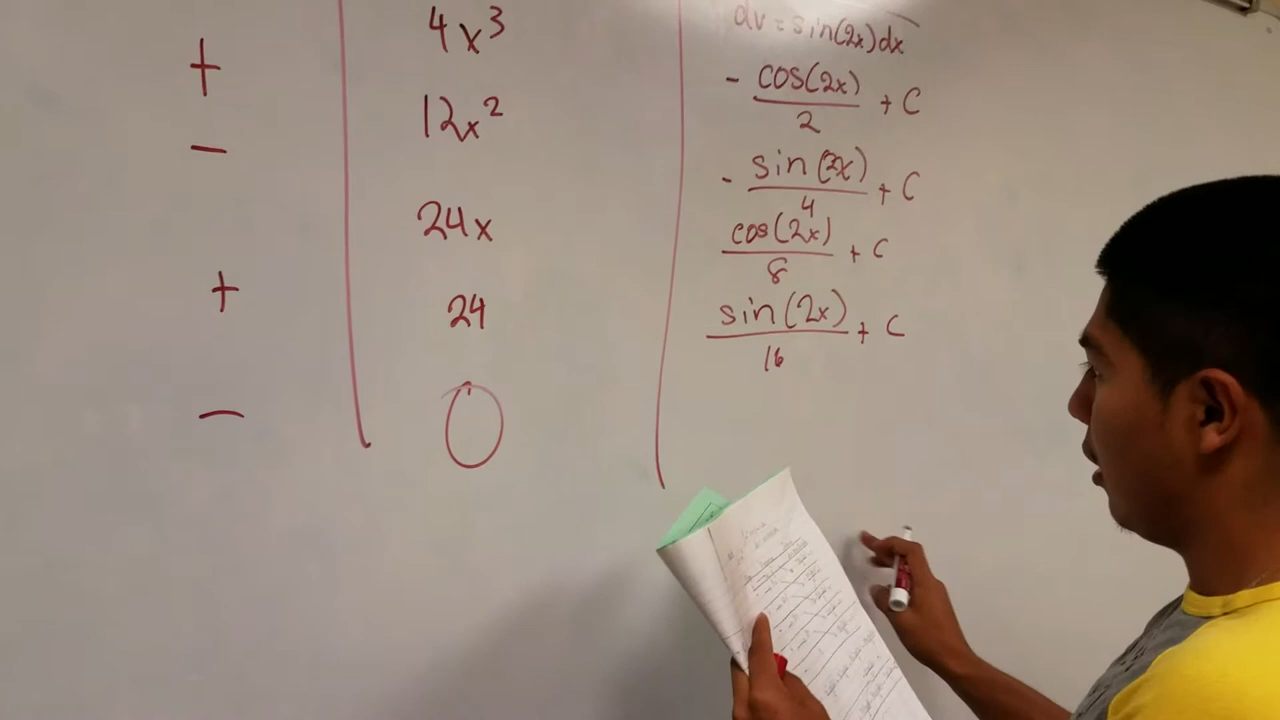 4x³ dv = sin(2x)dx
+ - cos(2x)/2 + C
- 12x²
- sin(2x)/4 + C
24x cos(2x)/8 + C
+ 24 sin(2x)/16 + C
- 0